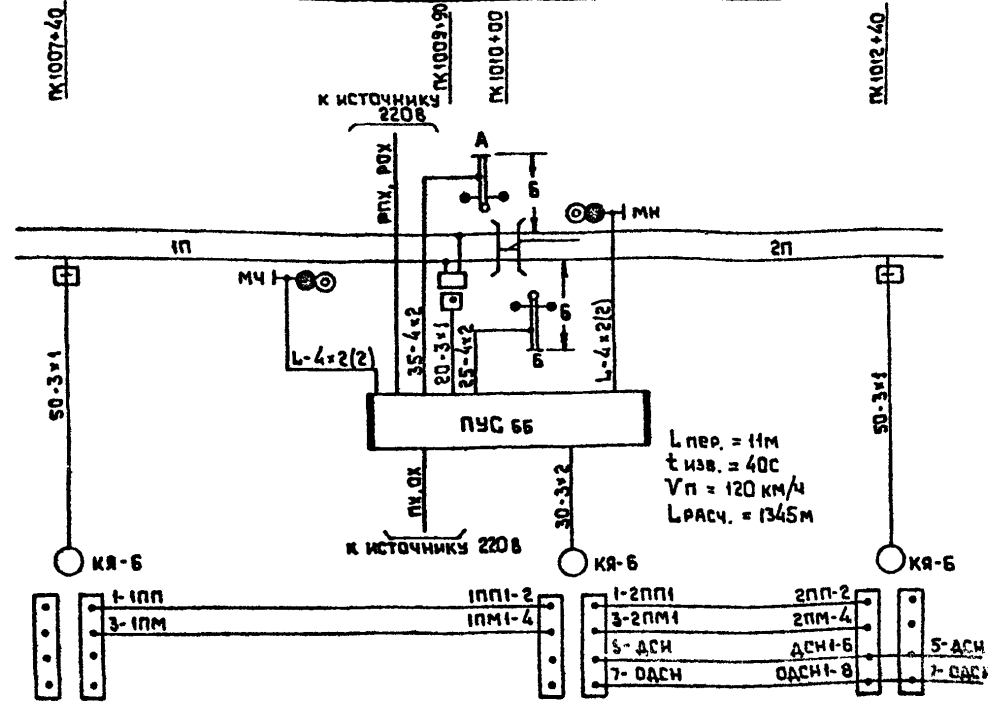 ПК1007+40
ПК1009+90
ПК1010+00
ПК1012+40
К ИСТОЧНИКУ
220В
А
РПХ, РОХ
Б
МН
1П
2П
МЧ
35-4×2
20-3×1
25-4×2
Б
Б
L-4×2(2)
L-4×2(2)
50-3×1
50-3×1
ПУС ББ
L ПЕР. = 11М
t ИЗВ. = 40С
VП = 120 КМ/Ч
LРАСЧ. = 1345М
ПХ, ОХ
30-3×2
К ИСТОЧНИКУ 220В
КЯ-6
КЯ-6
КЯ-6
1-1ПП
1ПП1-2
1-2ПП1
2ПП-2
3-1ПМ
1ПМ1-4
3-2ПМ1
2ПМ-4
5-ДСН
ДСН1-6
5-ДСН
7-ОДСН
ОДСН1-8
7-ОДСН